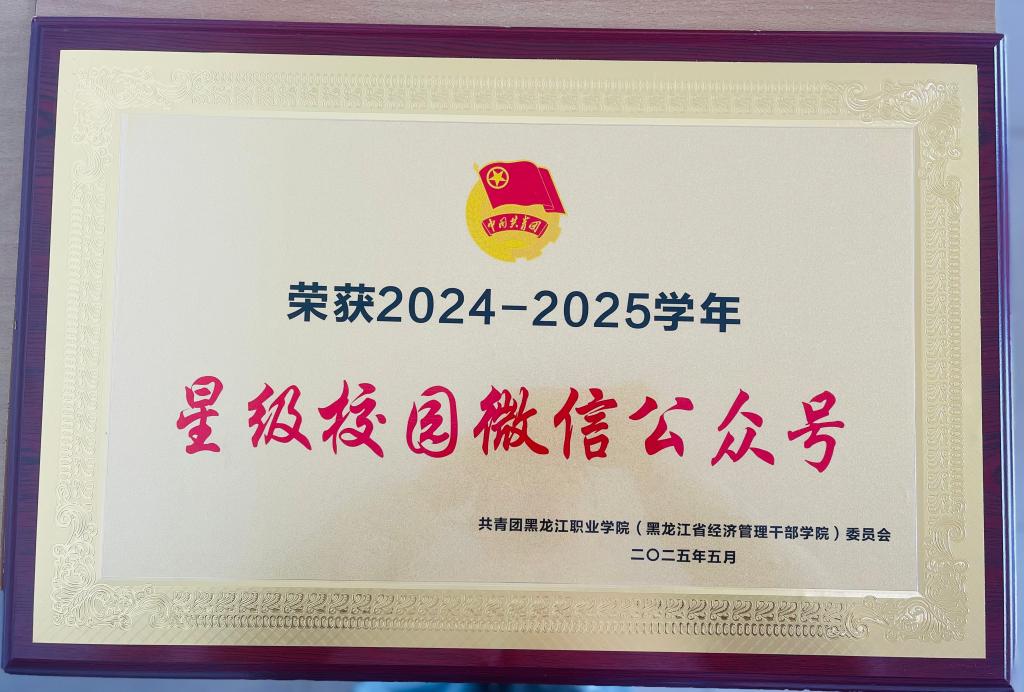 中国共青团
荣获2024-2025学年
星级校园微信公众号
共青团黑龙江职业学院（黑龙江省经济管理干部学院）委员会
二〇二五年五月